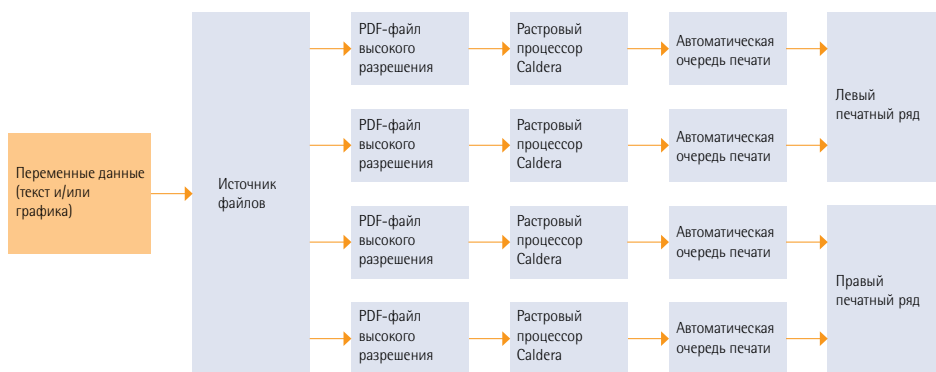 Переменные данные
(текст и/или
графика)
Источник
файлов
PDF-файл
высокого
разрешения
Растровый
процессор
Caldera
Автоматическая
очередь печати
PDF-файл
высокого
разрешения
Растровый
процессор
Caldera
Автоматическая
очередь печати
Левый
печатный ряд
PDF-файл
высокого
разрешения
Растровый
процессор
Caldera
Автоматическая
очередь печати
PDF-файл
высокого
разрешения
Растровый
процессор
Caldera
Автоматическая
очередь печати
Правый
печатный ряд